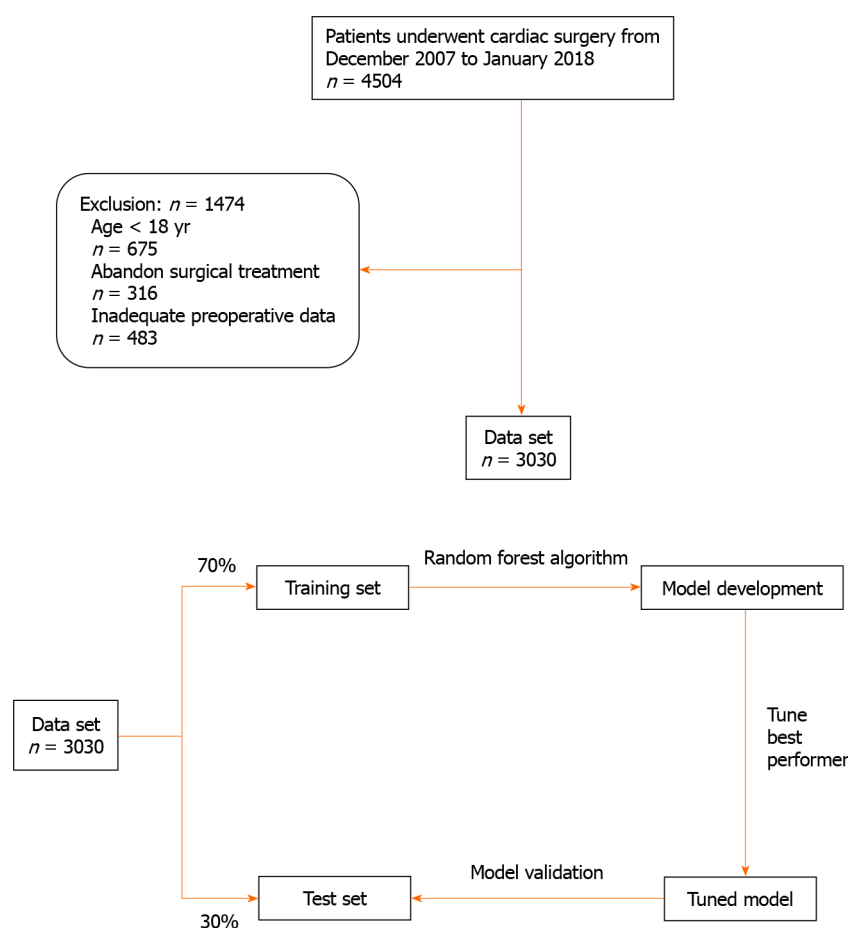 Patients underwent cardiac surgery from
December 2007 to January 2018
n = 4504
Exclusion: n = 1474
Age < 18 yr
n = 675
Abandon surgical treatment
n = 316
Inadequate preoperative data
n = 483
Data set
n = 3030
70%
Training set
Random forest algorithm
Model development
Data set
n = 3030
Tune
best
performer
30%
Test set
Model validation
Tuned model